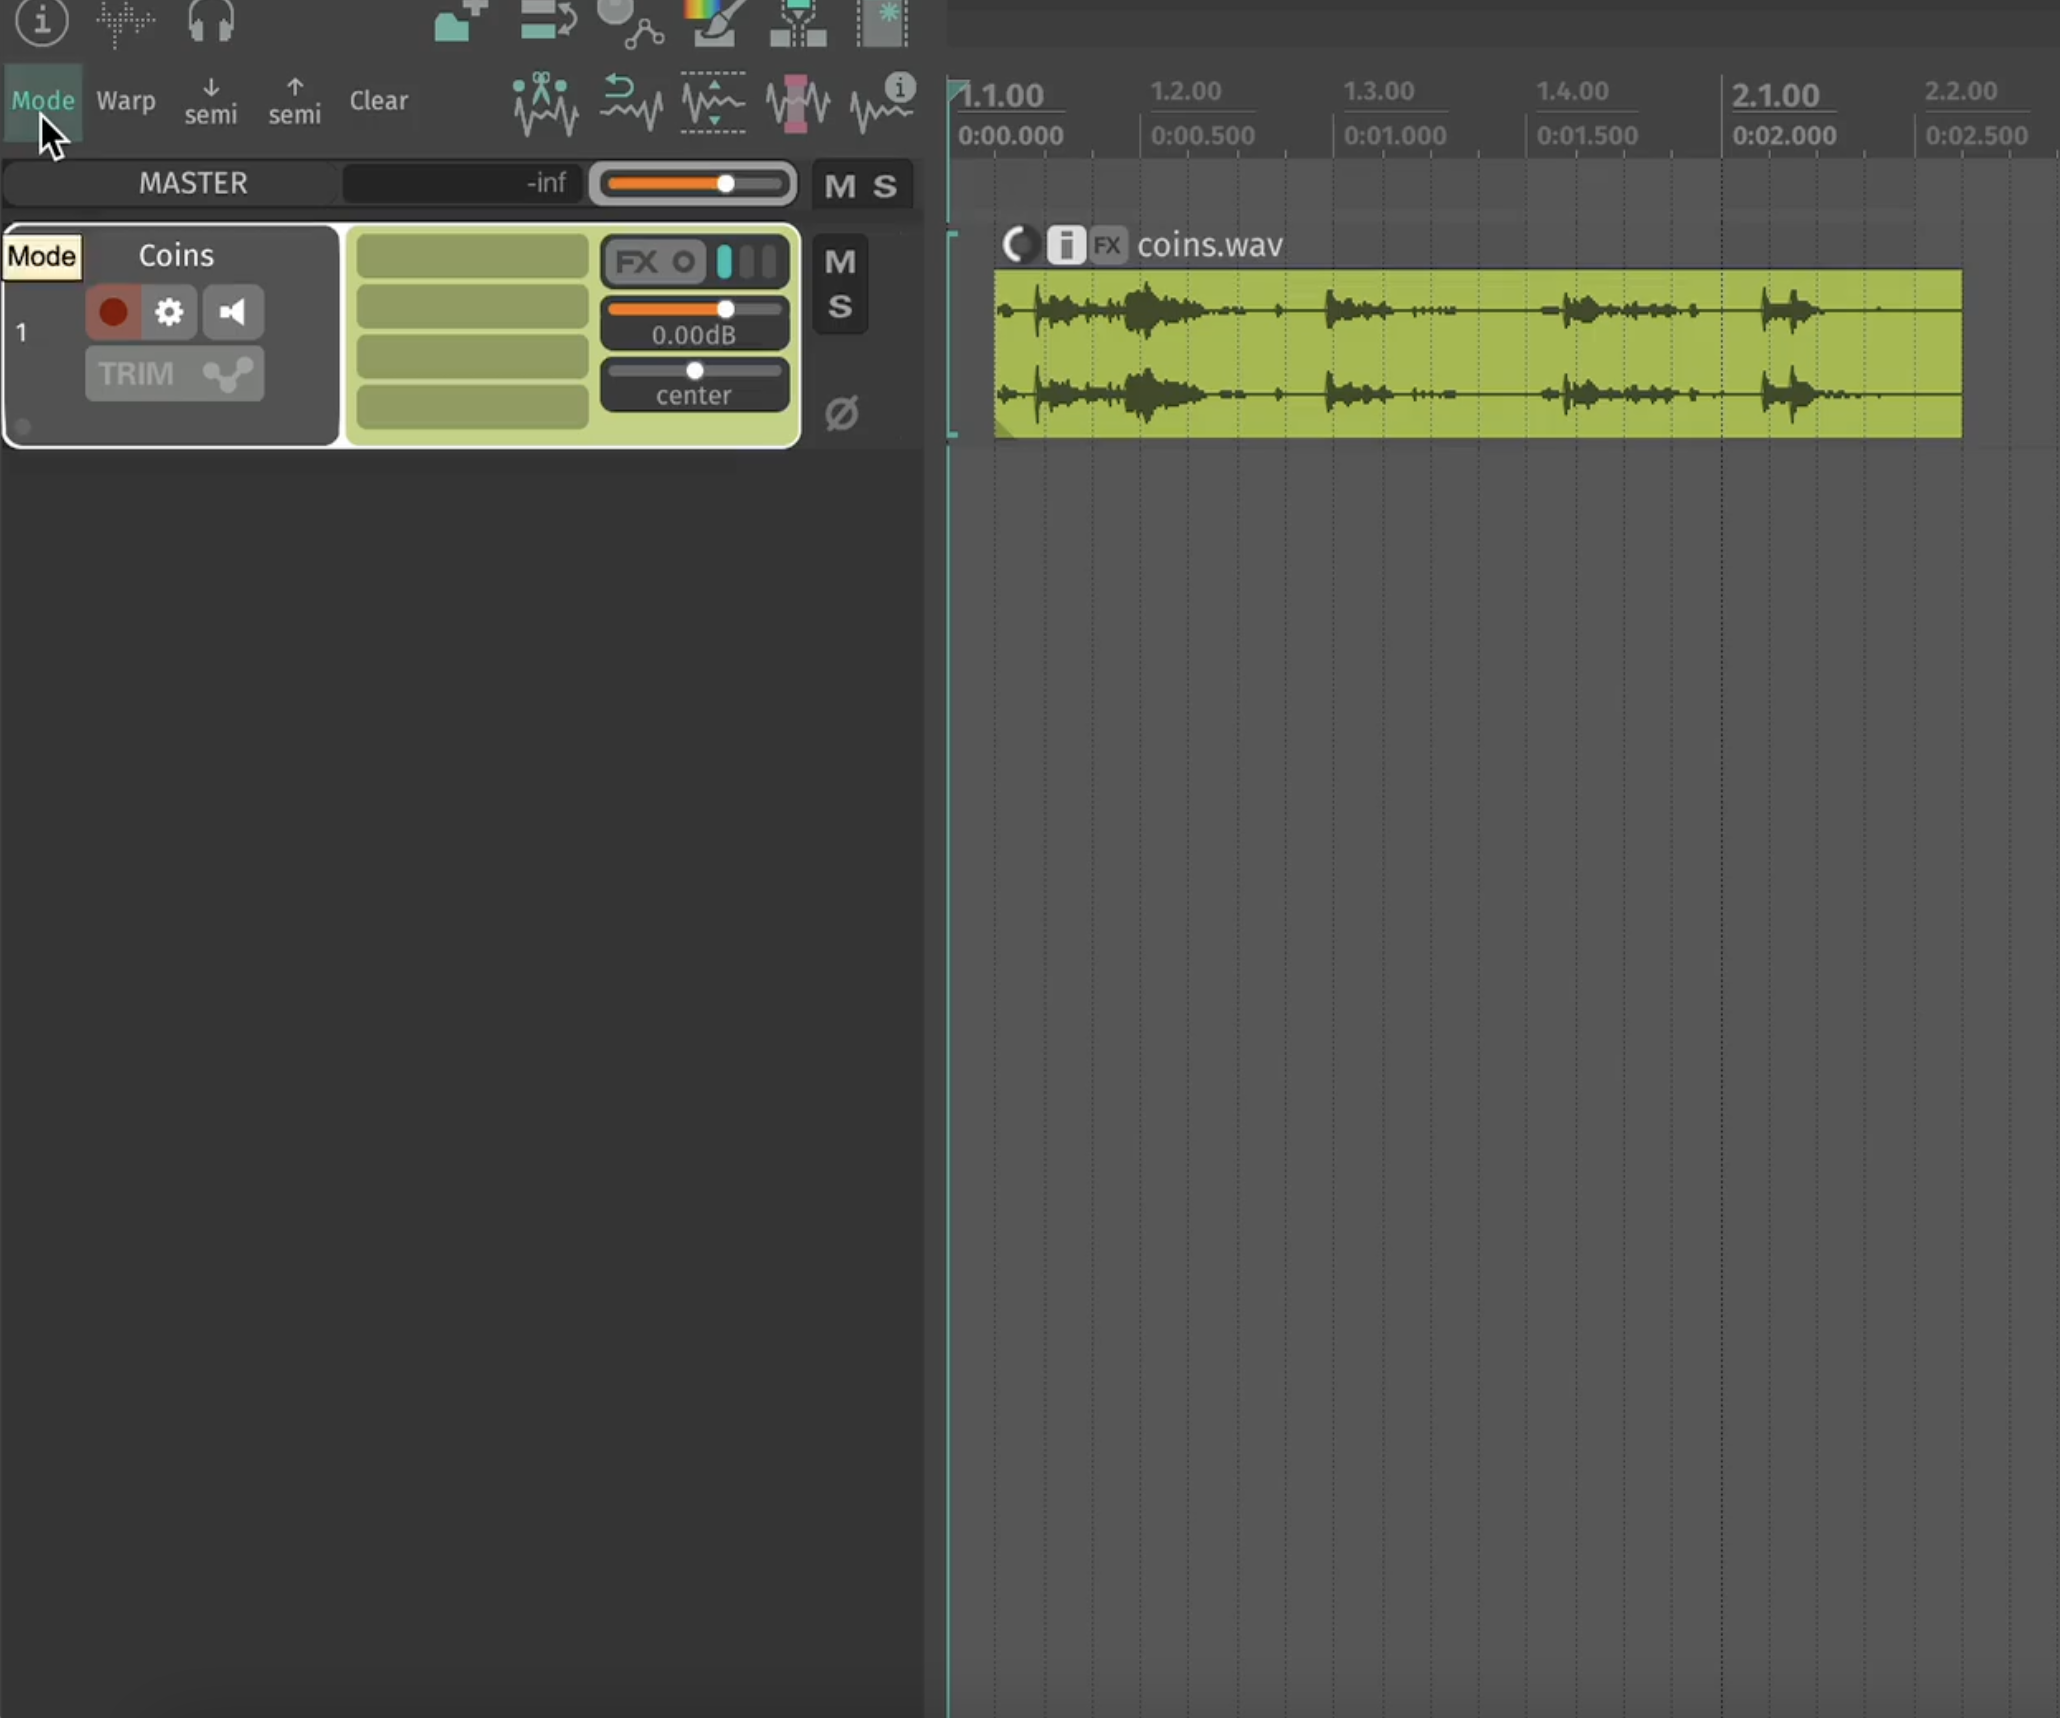 Mode Warp semi semi Clear
1.1.00 1.2.00 1.3.00 1.4.00 2.1.00 2.2.00
0:00.000 0:00.500 0:01.000 0:01.500 0:02.000 0:02.500
MASTER -inf M S
Mode Coins FX M
coins.wav
FX
S
1
0.00dB
TRIM
center